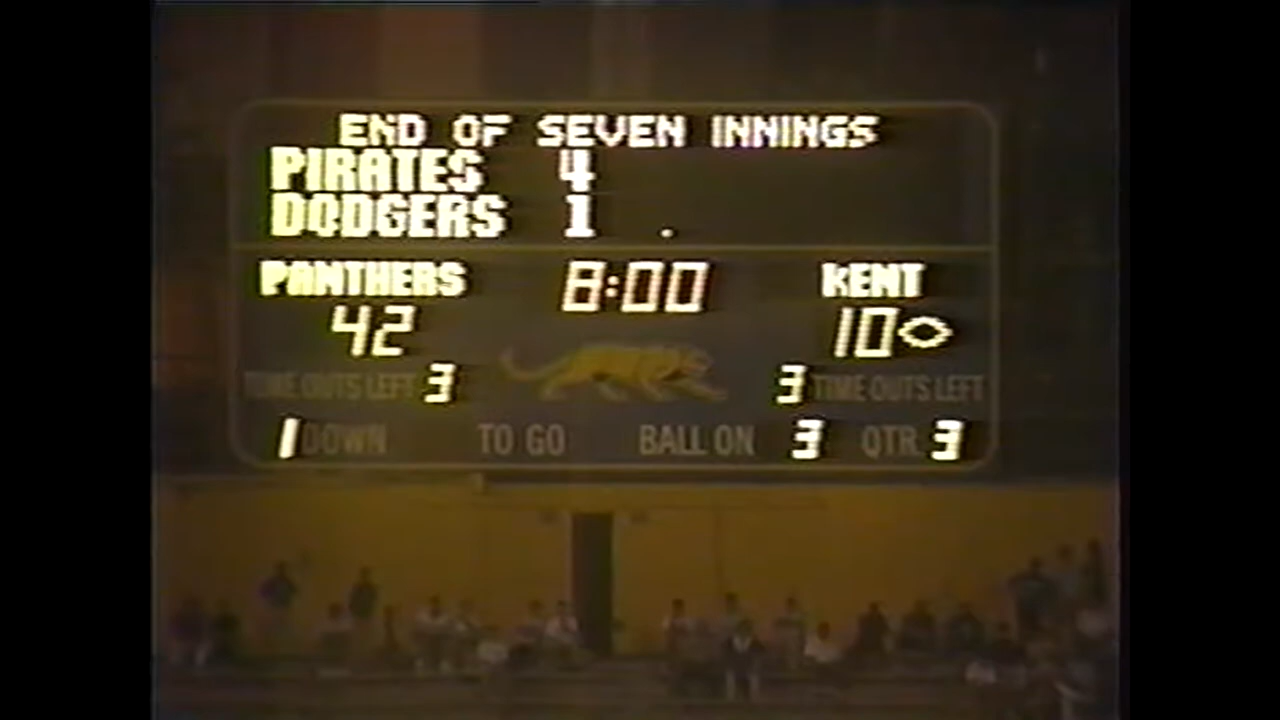 END OF SEVEN INNINGS
PIRATES 4
DODGERS 1 .
PANTHERS 8:00 KENT
42 10
TIME OUTS LEFT 3 3 TIME OUTS LEFT
1 DOWN TO GO BALL ON 3 QTR. 3